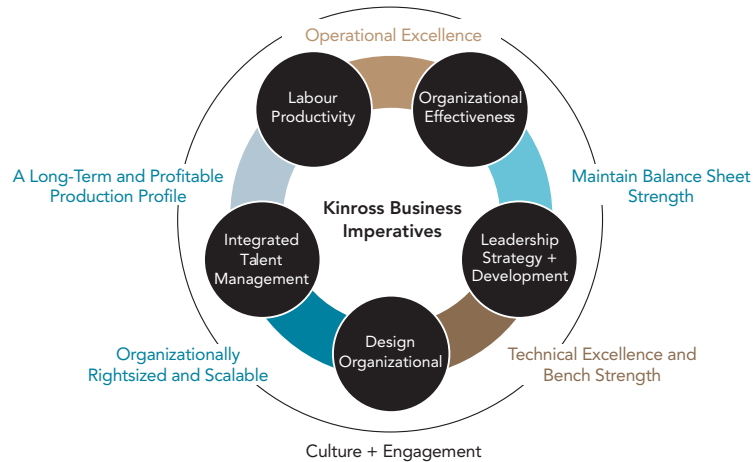 Operational Excellence
Labour
Productivity
Organizational
Effectiveness
A Long-Term and Profitable
Production Profile
Maintain Balance Sheet
Strength
Kinross Business
Imperatives
Integrated
Talent
Management
Leadership
Strategy +
Development
Design
Organizational
Organizationally
Rightsized and Scalable
Technical Excellence and
Bench Strength
Culture + Engagement